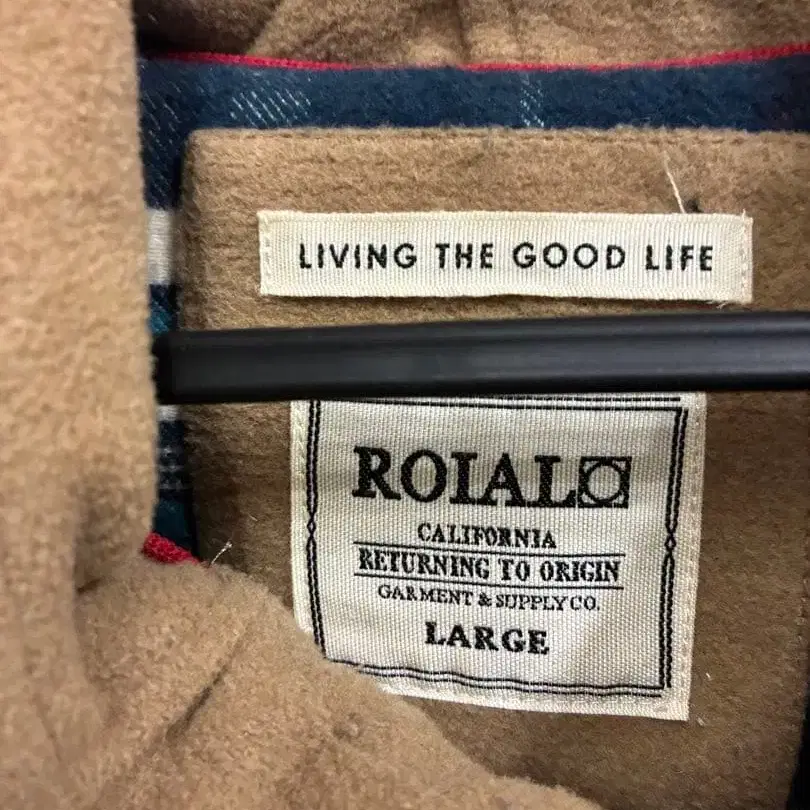 LIVING THE GOOD LIFE
ROIAL
CALIFORNIA
RETURNING TO ORIGIN
GARMENT & SUPPLY CO.
LARGE